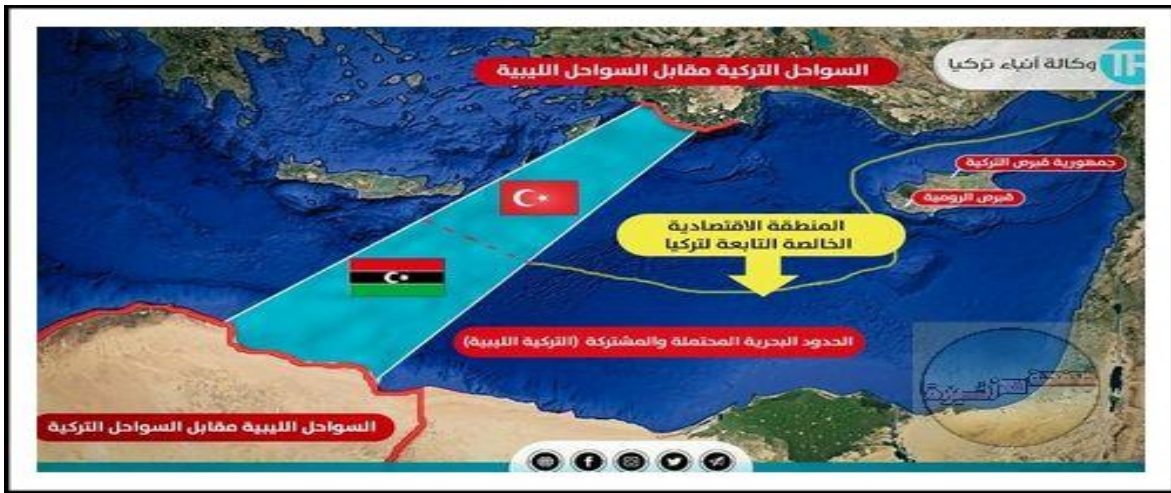 وكالة أنباء تركيا
السواحل التركية مقابل السواحل الليبية
جمهورية قبرص التركية
قبرص الرومية
المنطقة الاقتصادية
الخالصة التابعة لتركيا
الحدود البحرية المحتملة والمشتركة (التركية الليبية)
السواحل الليبية مقابل السواحل التركية